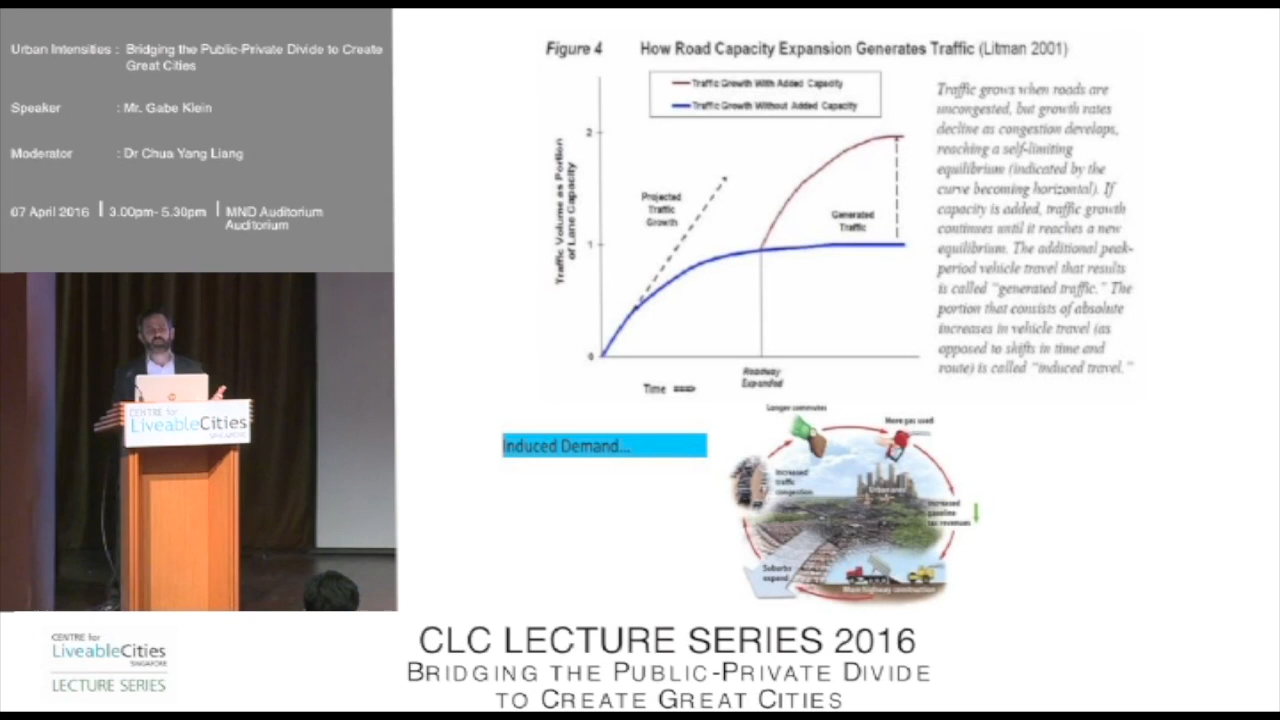 Urban Intensities : Bridging the Public-Private Divide to Create
Great Cities
Speaker : Mr. Gabe Klein
Moderator : Dr Chua Yang Liang
07 April 2016 | 3.00pm- 5.30pm | MND Auditorium
Auditorium
CENTRE for
LiveableCities
SINGAPORE
Figure 4 How Road Capacity Expansion Generates Traffic (Litman 2001)
Traffic Growth With Added Capacity
Traffic Growth Without Added Capacity
Traffic Volume as Portion
of Lane Capacity
2
1
0
Projected
Traffic
Growth
Generated
Traffic
Roadway
Expanded
Time ===>
Traffic grows when roads are
uncongested, but growth rates
decline as congestion develops,
reaching a self-limiting
equilibrium (indicated by the
curve becoming horizontal). If
capacity is added, traffic growth
continues until it reaches a new
equilibrium. The additional peak-
period vehicle travel that results
is called "generated traffic." The
portion that consists of absolute
increases in vehicle travel (as
opposed to shifts in time and
route) is called "induced travel."
Induced Demand...
Longer commutes
More gas used
Increased
traffic
congestion
Urban area
Increased
gasoline
tax revenues
Suburbs
expand
More highway construction
CENTRE for
LiveableCities
SINGAPORE
LECTURE SERIES
CLC LECTURE SERIES 2016
BRIDGING THE PUBLIC-PRIVATE DIVIDE
TO CREATE GREAT CITIES